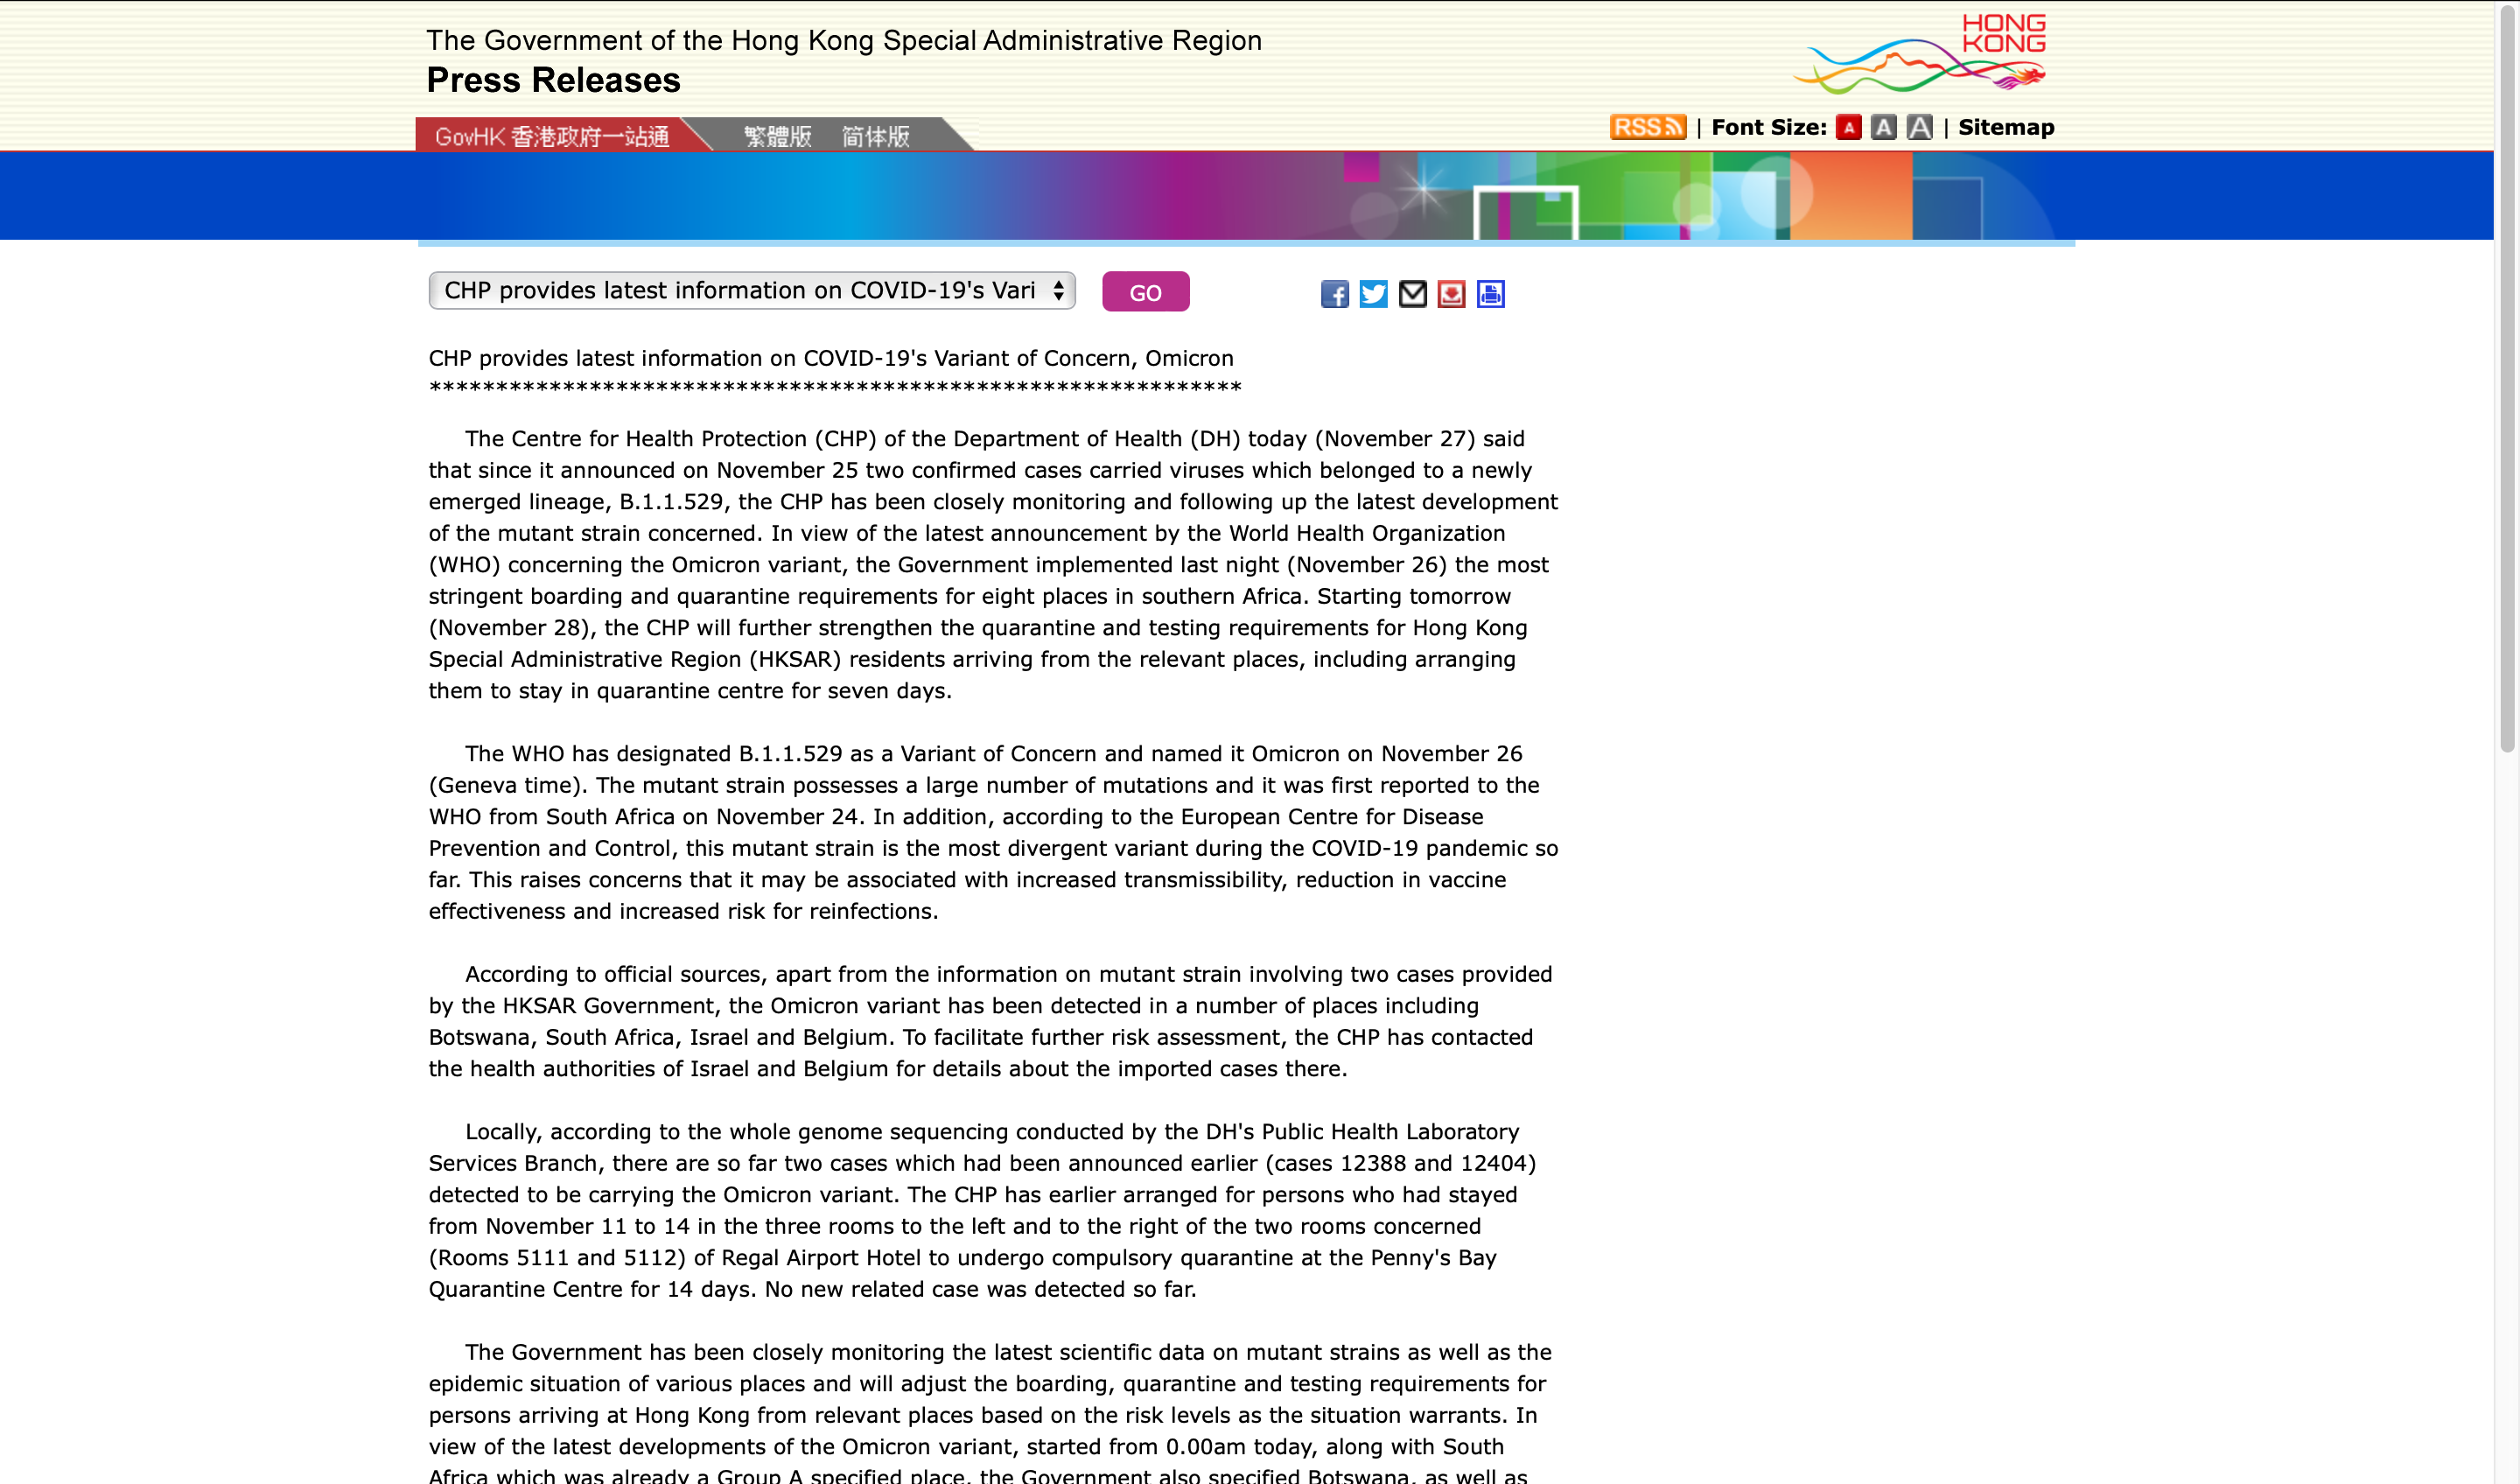 The Government of the Hong Kong Special Administrative Region
Press Releases
HONG
KONG
GovHK 香港政府一站通 繁體版 简体版
RSS | Font Size: A A A | Sitemap
CHP provides latest information on COVID-19's Vari GO
CHP provides latest information on COVID-19's Variant of Concern, Omicron
*************************************************************
The Centre for Health Protection (CHP) of the Department of Health (DH) today (November 27) said
that since it announced on November 25 two confirmed cases carried viruses which belonged to a newly
emerged lineage, B.1.1.529, the CHP has been closely monitoring and following up the latest development
of the mutant strain concerned. In view of the latest announcement by the World Health Organization
(WHO) concerning the Omicron variant, the Government implemented last night (November 26) the most
stringent boarding and quarantine requirements for eight places in southern Africa. Starting tomorrow
(November 28), the CHP will further strengthen the quarantine and testing requirements for Hong Kong
Special Administrative Region (HKSAR) residents arriving from the relevant places, including arranging
them to stay in quarantine centre for seven days.
The WHO has designated B.1.1.529 as a Variant of Concern and named it Omicron on November 26
(Geneva time). The mutant strain possesses a large number of mutations and it was first reported to the
WHO from South Africa on November 24. In addition, according to the European Centre for Disease
Prevention and Control, this mutant strain is the most divergent variant during the COVID-19 pandemic so
far. This raises concerns that it may be associated with increased transmissibility, reduction in vaccine
effectiveness and increased risk for reinfections.
According to official sources, apart from the information on mutant strain involving two cases provided
by the HKSAR Government, the Omicron variant has been detected in a number of places including
Botswana, South Africa, Israel and Belgium. To facilitate further risk assessment, the CHP has contacted
the health authorities of Israel and Belgium for details about the imported cases there.
Locally, according to the whole genome sequencing conducted by the DH's Public Health Laboratory
Services Branch, there are so far two cases which had been announced earlier (cases 12388 and 12404)
detected to be carrying the Omicron variant. The CHP has earlier arranged for persons who had stayed
from November 11 to 14 in the three rooms to the left and to the right of the two rooms concerned
(Rooms 5111 and 5112) of Regal Airport Hotel to undergo compulsory quarantine at the Penny's Bay
Quarantine Centre for 14 days. No new related case was detected so far.
The Government has been closely monitoring the latest scientific data on mutant strains as well as the
epidemic situation of various places and will adjust the boarding, quarantine and testing requirements for
persons arriving at Hong Kong from relevant places based on the risk levels as the situation warrants. In
view of the latest developments of the Omicron variant, started from 0.00am today, along with South
Africa which was already a Group A specified place, the Government also specified Botswana, as well as